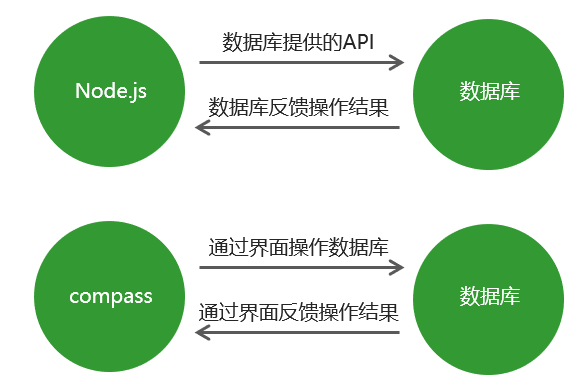 数据库提供的API
Node.js
数据库
数据库反馈操作结果
通过界面操作数据库
compass
数据库
通过界面反馈操作结果